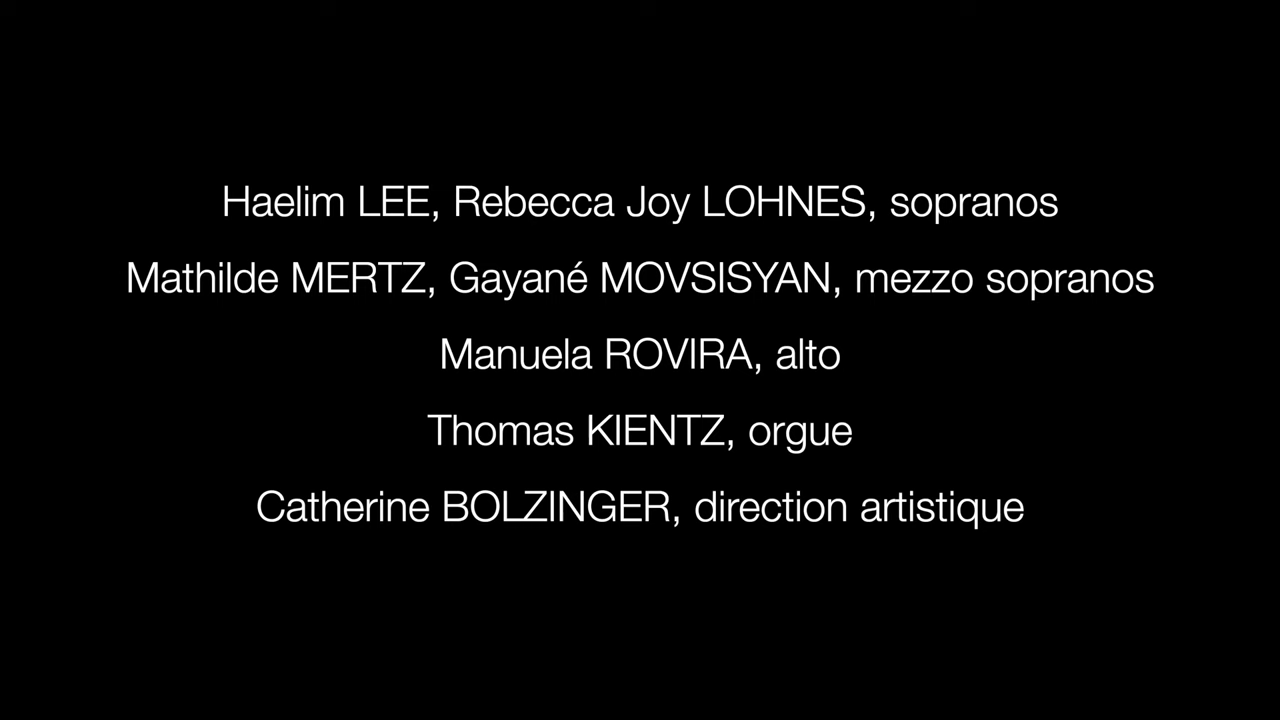 Haelim LEE, Rebecca Joy LOHNES, sopranos
Mathilde MERTZ, Gayané MOVSISYAN, mezzo sopranos
Manuela ROVIRA, alto
Thomas KIENTZ, orgue
Catherine BOLZINGER, direction artistique